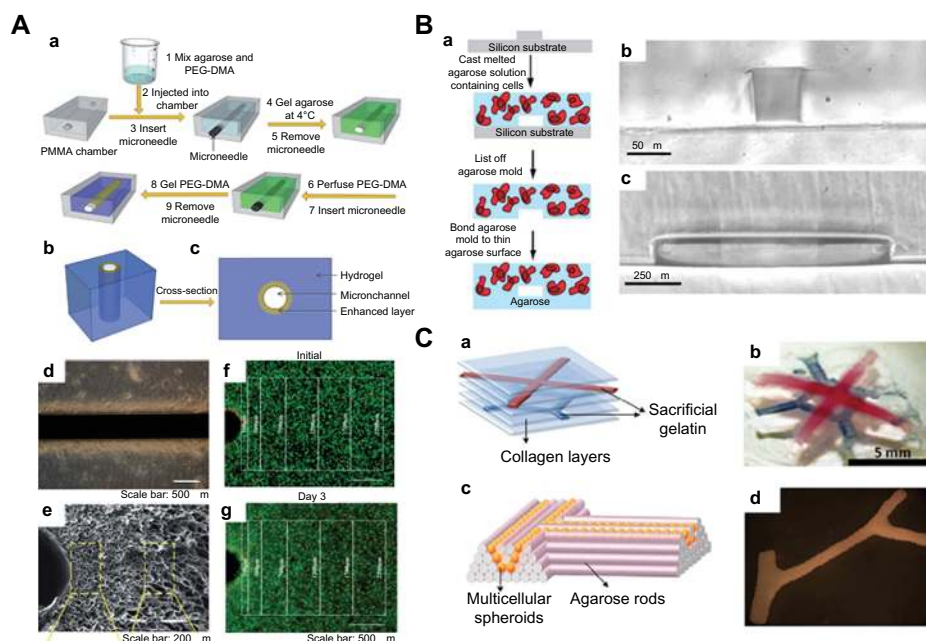 A
a
1 Mix agarose and
PEG-DMA
2 Injected into
chamber
3 Insert
microneedle
4 Gel agarose
at 4°C
5 Remove
microneedle
PMMA chamber
Microneedle
8 Gel PEG-DMA
9 Remove
microneedle
6 Perfuse PEG-DMA
7 Insert microneedle
b
c
Cross-section
Hydrogel
Micronchannel
Enhanced layer
d
Scale bar: 500 m
e
Scale bar: 200 m
Initial
f
Day 3
g
Scale bar: 500 m
B
a
Silicon substrate
Cast melted
agarose solution
containing cells
Silicon substrate
List off
agarose mold
Bond agarose
mold to thin
agarose surface
Agarose
b
50 m
c
250 m
C
a
Sacrificial
gelatin
Collagen layers
b
5 mm
c
Multicellular
spheroids
Agarose rods
d